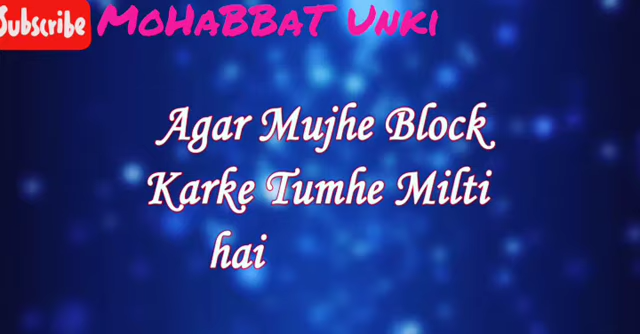 Subscribe MoHaBBaT Unki
Agar Mujhe Block
Karke Tumhe Milti
hai